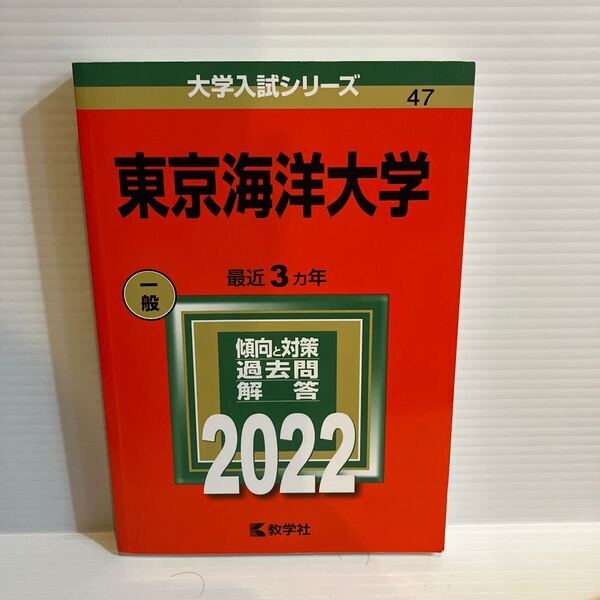 大学入試シリーズ
47
東京海洋大学
最近3ヵ年
一般
傾向と対策
過去問
解答
2022
教学社